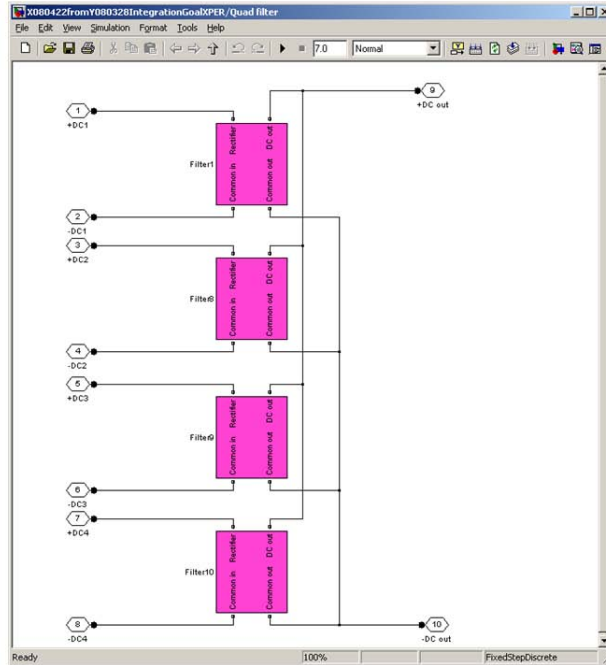 X080422fromY080328IntegrationGoalXPER/Quad filter
File Edit View Simulation Format Tools Help
7.0 Normal
1
+DC1
9
+DC out
Rectifier DC out
Filter1
Common in Common out
2
-DC1
3
+DC2
Rectifier DC out
Filter8
Common in Common out
4
-DC2
5
+DC3
Rectifier DC out
Filter9
Common in Common out
6
-DC3
7
+DC4
Rectifier DC out
Filter10
Common in Common out
8
-DC4
10
-DC out
Ready 100% FixedStepDiscrete